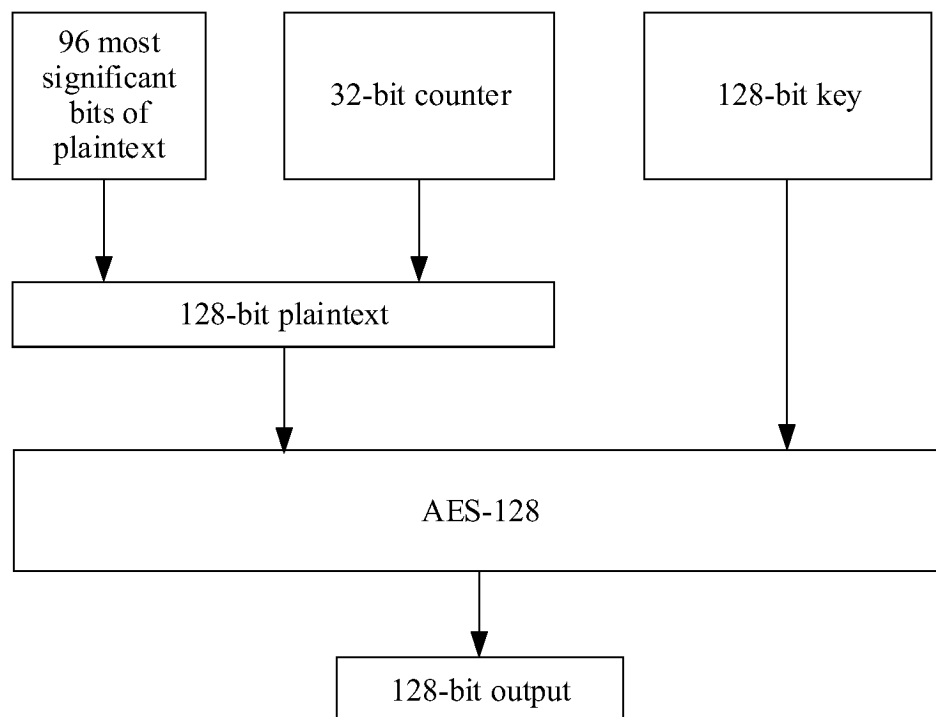 96 most
significant
bits of
plaintext
32-bit counter
128-bit key
128-bit plaintext
AES-128
128-bit output